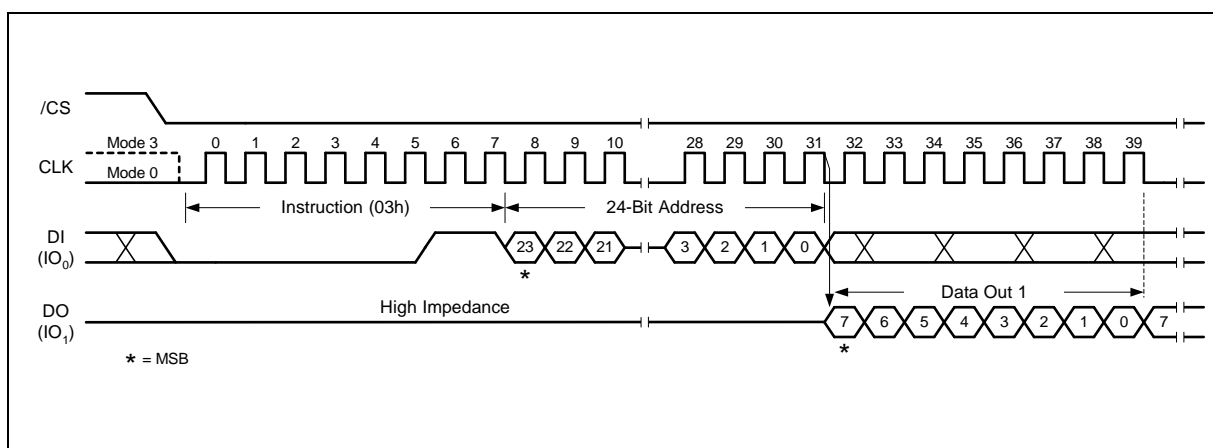 /CS
Mode 3
0 1 2 3 4 5 6 7 8 9 10 28 29 30 31 32 33 34 35 36 37 38 39
CLK
Mode 0
Instruction (03h) 24-Bit Address
DI
(IO0)
23 22 21 3 2 1 0
*
Data Out 1
High Impedance
DO
(IO1)
7 6 5 4 3 2 1 0 7
*
* = MSB